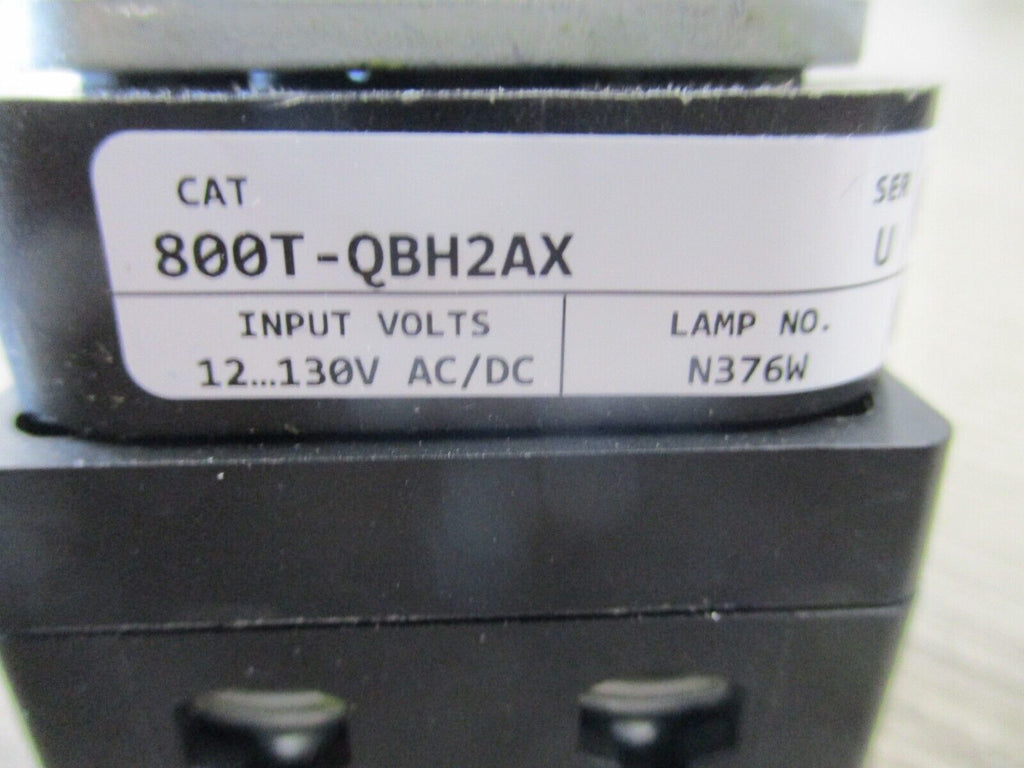 CAT SER
800T-QBH2AX U
INPUT VOLTS LAMP NO.
12...130V AC/DC N376W